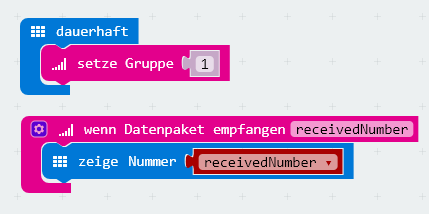 dauerhaft
setze Gruppe 1
wenn Datenpaket empfangen receivedNumber
zeige Nummer receivedNumber